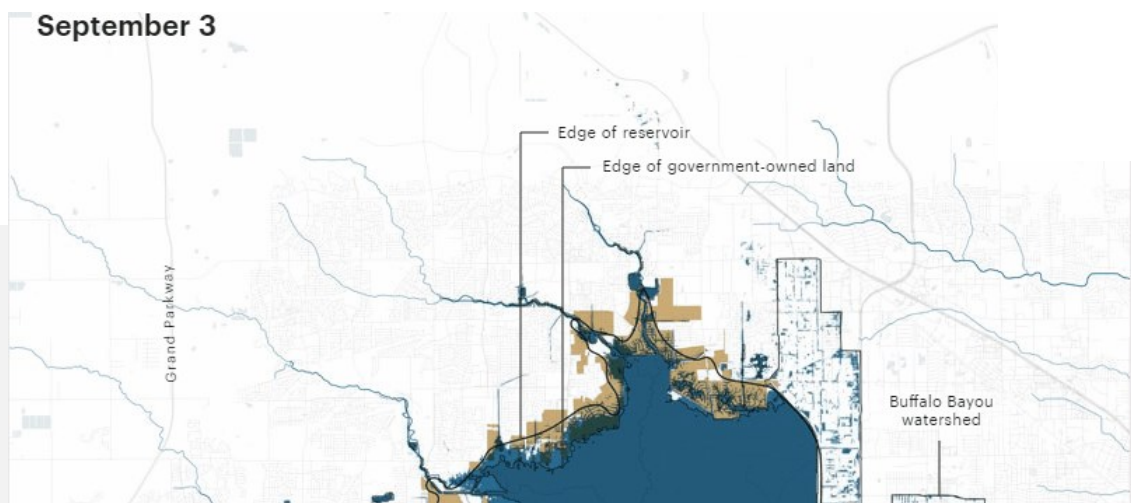 September 3
Edge of reservoir
Edge of government-owned land
Grand Parkway
Buffalo Bayou
watershed